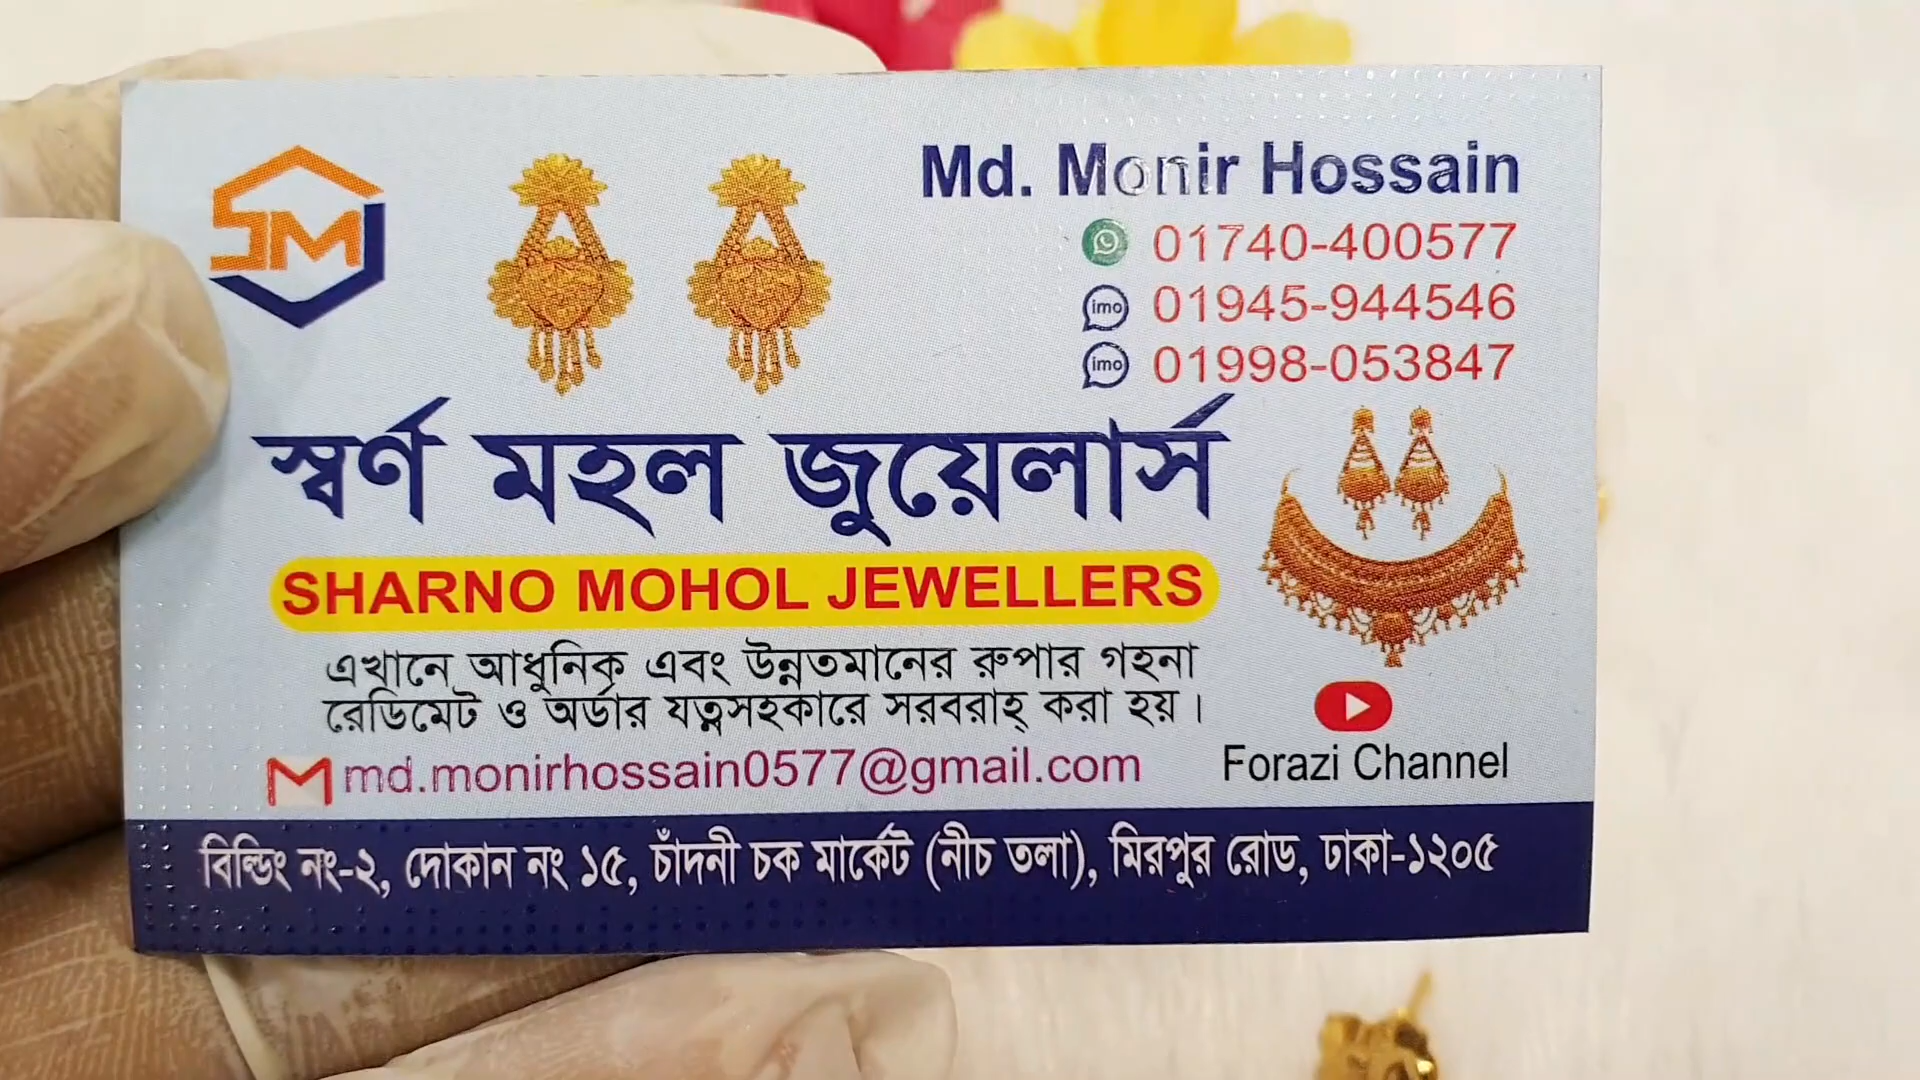 SM
Md. Monir Hossain
01740-400577
imo 01945-944546
imo 01998-053847
স্বর্ণ মহল জুয়েলার্স
SHARNO MOHOL JEWELLERS
এখানে আধুনিক এবং উন্নতমানের রুপার গহনা
রেডিমেট ও অর্ডার যত্নসহকারে সরবরাহ্ করা হয়।
md.monirhossain0577@gmail.com
Forazi Channel
বিল্ডিং নং-২, দোকান নং ১৫, চাঁদনী চক মার্কেট (নীচ তলা), মিরপুর রোড, ঢাকা-১২০৫